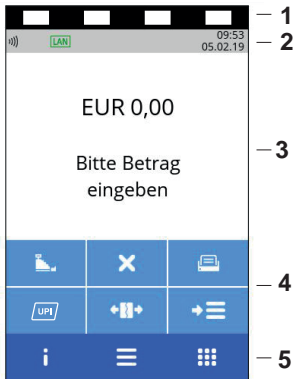 1
LAN
09:53
05.02.19
2
EUR 0,00
Bitte Betrag
eingeben
3
UPI
4
i
5